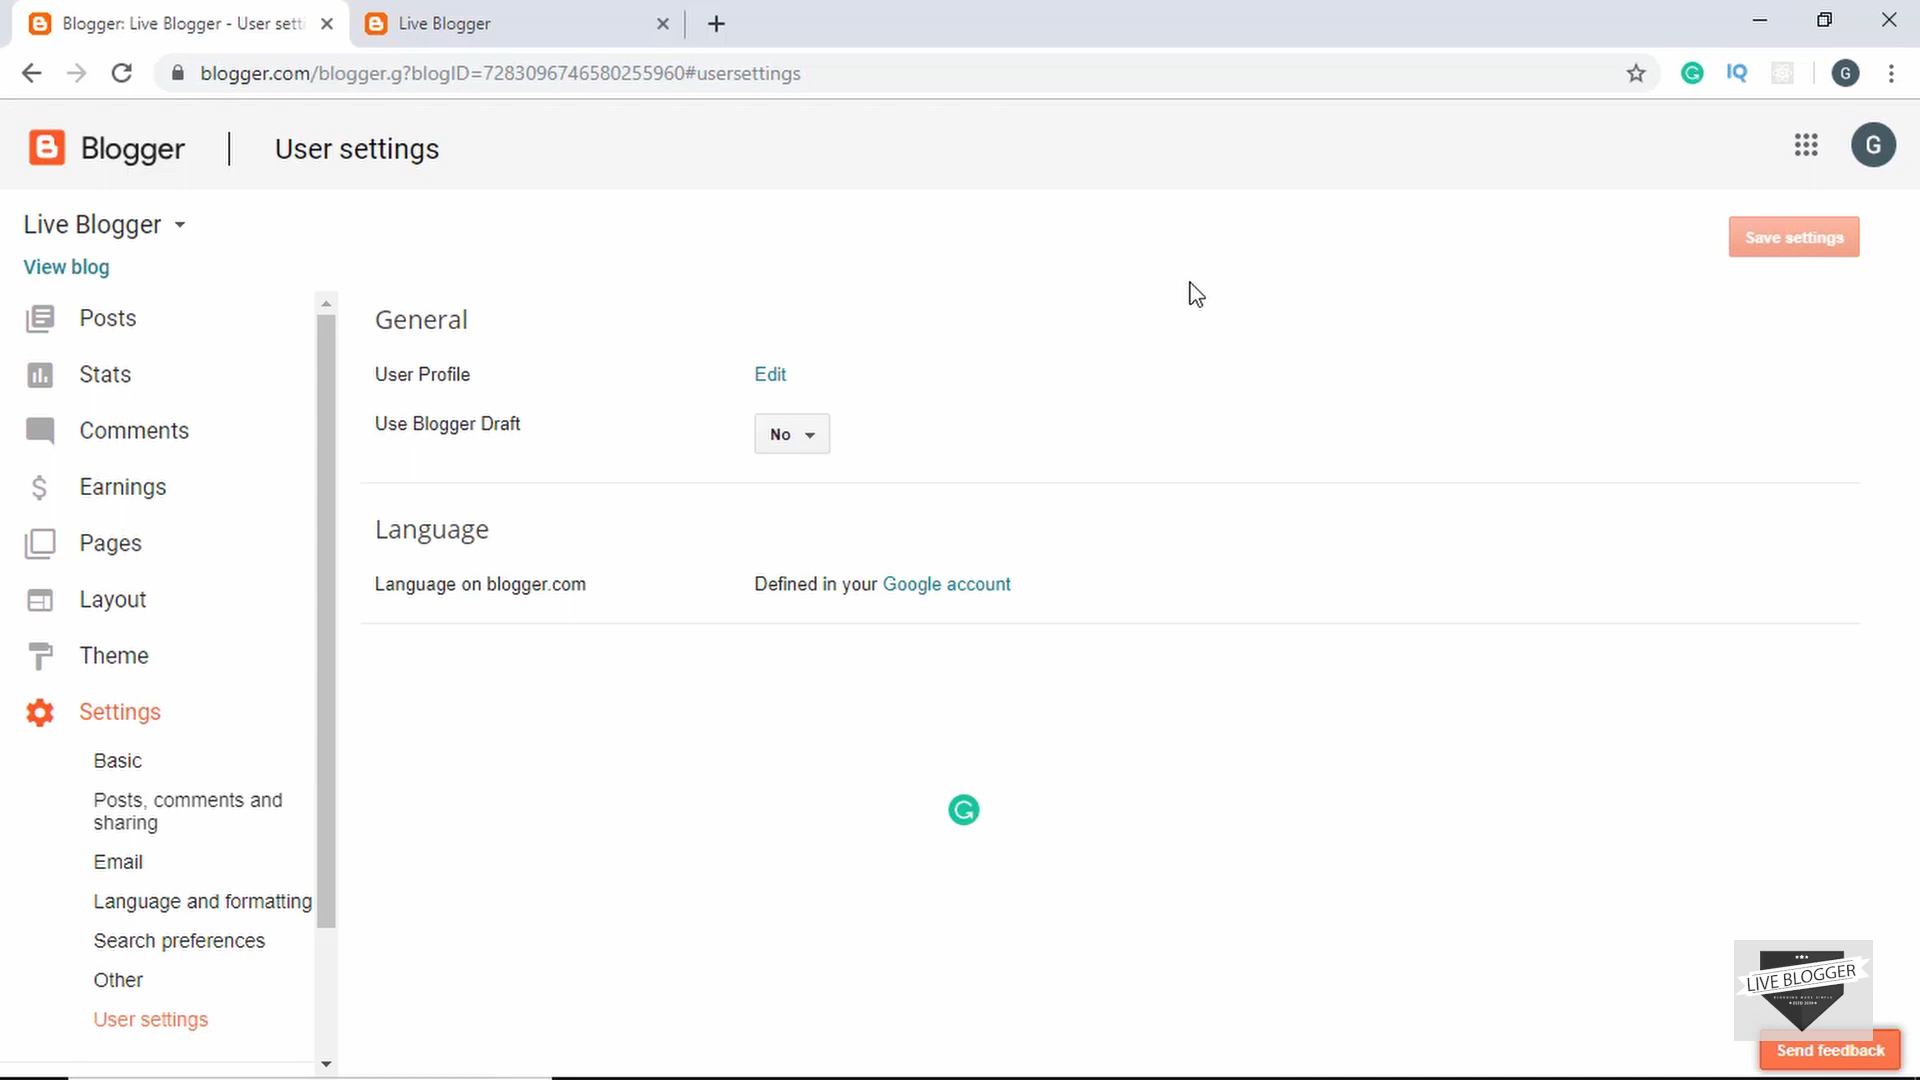 Blogger: Live Blogger - User setti
Live Blogger
blogger.com/blogger.g?blogID=7283096746580255960#usersettings
IQ
G
Blogger
User settings
G
Live Blogger
View blog
Save settings
Posts
Stats
Comments
Earnings
Pages
Layout
Theme
Settings
Basic
Posts, comments and
sharing
Email
Language and formatting
Search preferences
Other
User settings
General
User Profile
Edit
Use Blogger Draft
No
Language
Language on blogger.com
Defined in your Google account
LIVE BLOGGER
Send feedback